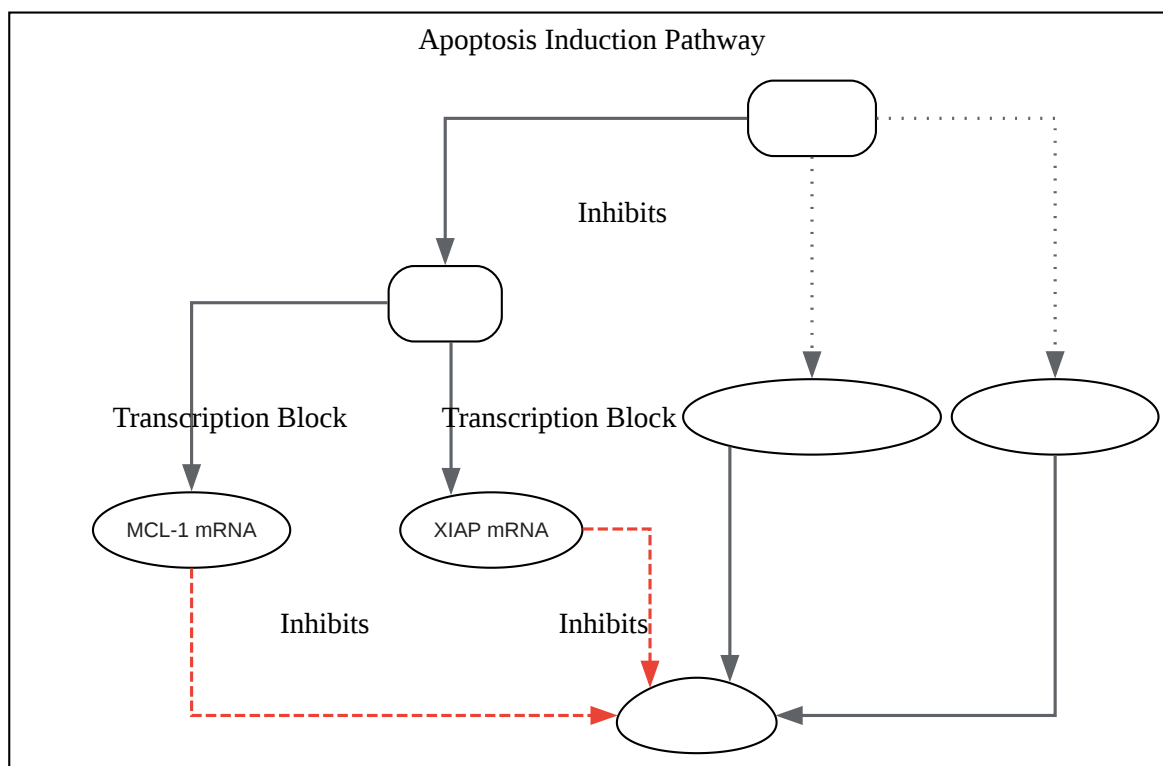 Apoptosis Induction Pathway
Inhibits
Transcription Block
Transcription Block
MCL-1 mRNA
XIAP mRNA
Inhibits
Inhibits